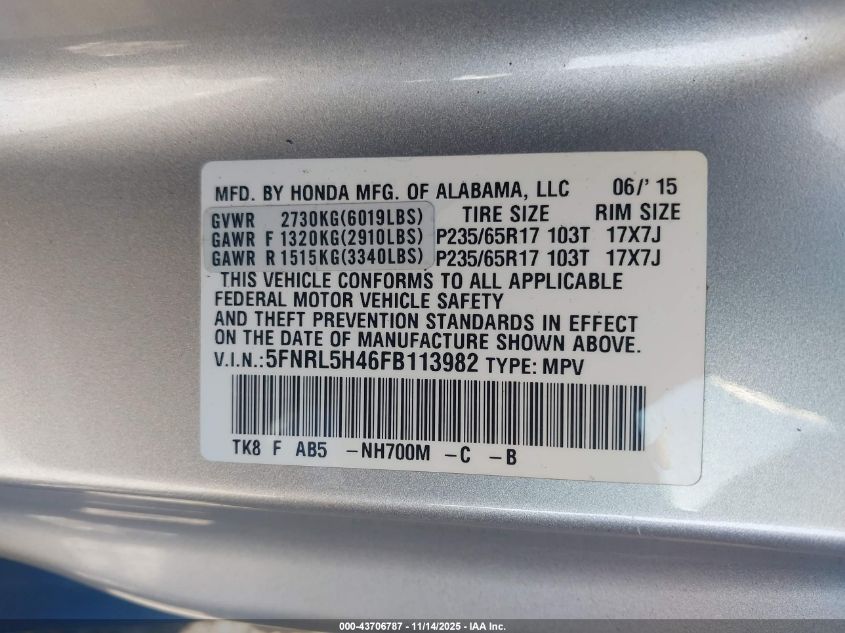 MFD. BY HONDA MFG. OF ALABAMA, LLC 06/' 15
GVWR 2730KG(6019LBS) TIRE SIZE RIM SIZE
GAWR F 1320KG(2910LBS) P235/65R17 103T 17X7J
GAWR R 1515KG(3340LBS) P235/65R17 103T 17X7J
THIS VEHICLE CONFORMS TO ALL APPLICABLE
FEDERAL MOTOR VEHICLE SAFETY
AND THEFT PREVENTION STANDARDS IN EFFECT
ON THE DATE OF MANUFACTURE SHOWN ABOVE.
V.I.N.:5FNRL5H46FB113982 TYPE: MPV
TK8 F AB5 -NH700M -C -B
000-43706787 - 11/14/2025 - IAA Inc.